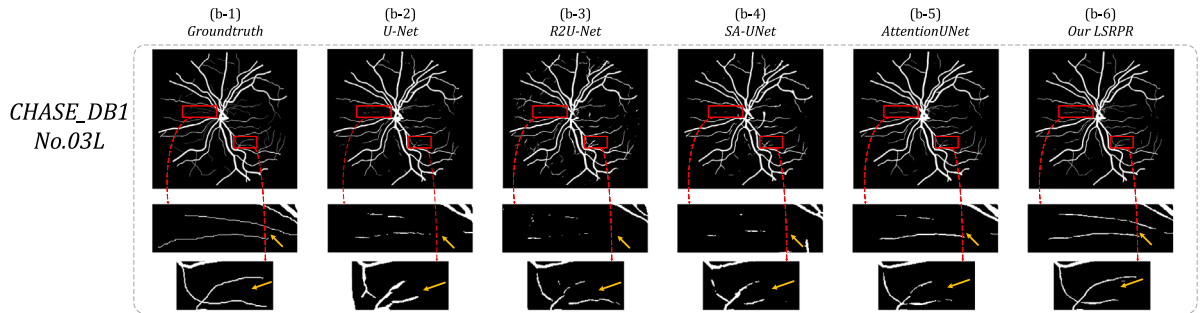 (b-1) (b-2) (b-3) (b-4) (b-5) (b-6)
Groundtruth U-Net R2U-Net SA-UNet AttentionUNet Our LSRPR
CHASE_DB1
No.03L